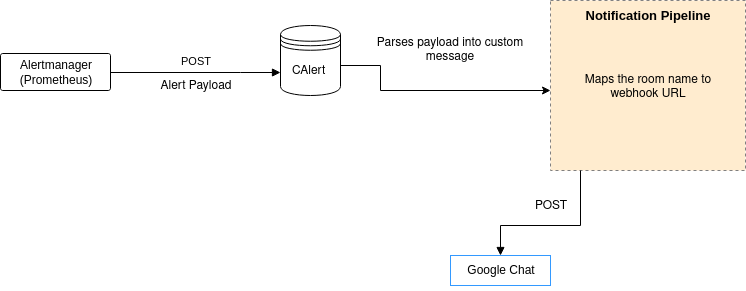 Notification Pipeline
Parses payload into custom
message
POST
Alertmanager
(Prometheus)
CAlert
Alert Payload
Maps the room name to
webhook URL
POST
Google Chat